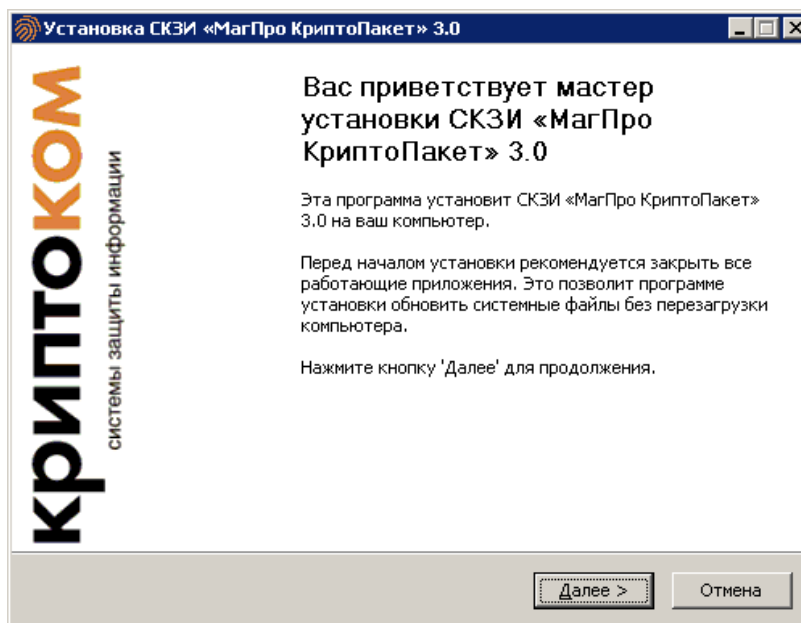 Установка СКЗИ «МагПро КриптоПакет» 3.0
криптоком
системы защиты информации
Вас приветствует мастер
установки СКЗИ «МагПро
КриптоПакет» 3.0
Эта программа установит СКЗИ «МагПро КриптоПакет»
3.0 на ваш компьютер.
Перед началом установки рекомендуется закрыть все
работающие приложения. Это позволит программе
установки обновить системные файлы без перезагрузки
компьютера.
Нажмите кнопку 'Далее' для продолжения.
Далее >
Отмена